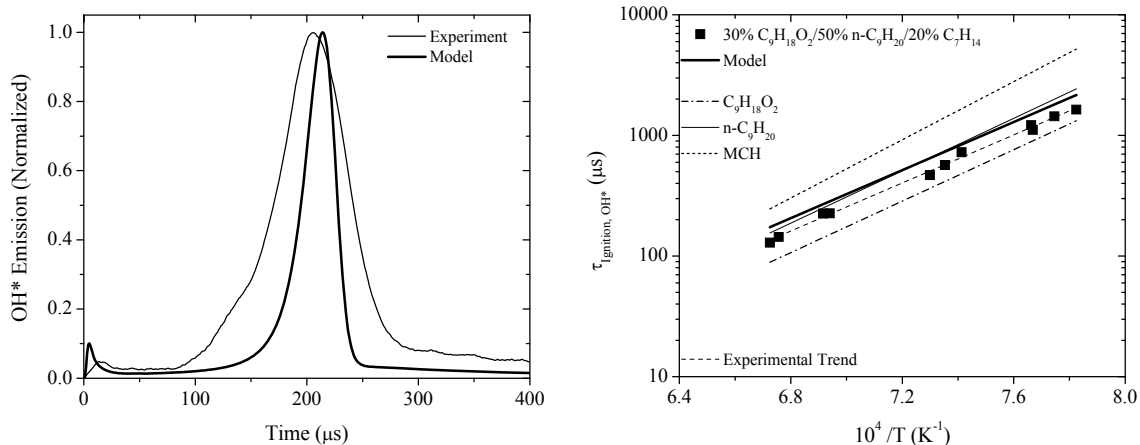 1.0
0.8
0.6
0.4
0.2
0.0
OH* Emission (Normalized)
Experiment
Model
0 100 200 300 400
Time (μs)
10000
1000
100
10
τIgnition, OH* (μs)
30% C9H18O2/50% n-C9H20/20% C7H14
Model
C9H18O2
n-C9H20
MCH
Experimental Trend
6.4 6.8 7.2 7.6 8.0
10^4 /T (K^-1)